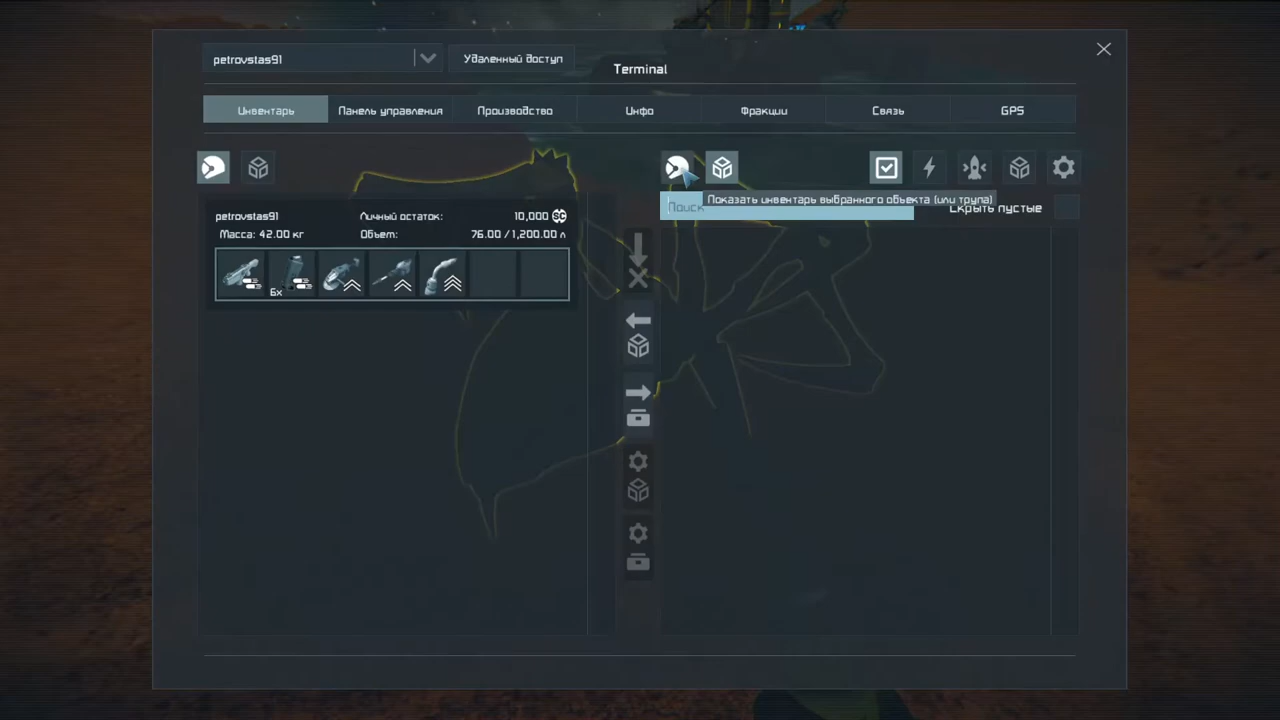 petrovstas91
Удаленный доступ
Terminal
Инвентарь
Панель управления
Производство
Инфо
Фракции
Связь
GPS
Показать инвентарь выбранного объекта (или трупа)
Поиск
Скрыть пустые
petrovstas91 Личный остаток: 10,000 SC
Масса: 42.00 кг Объем: 76.00 / 1,200.00 л
6x